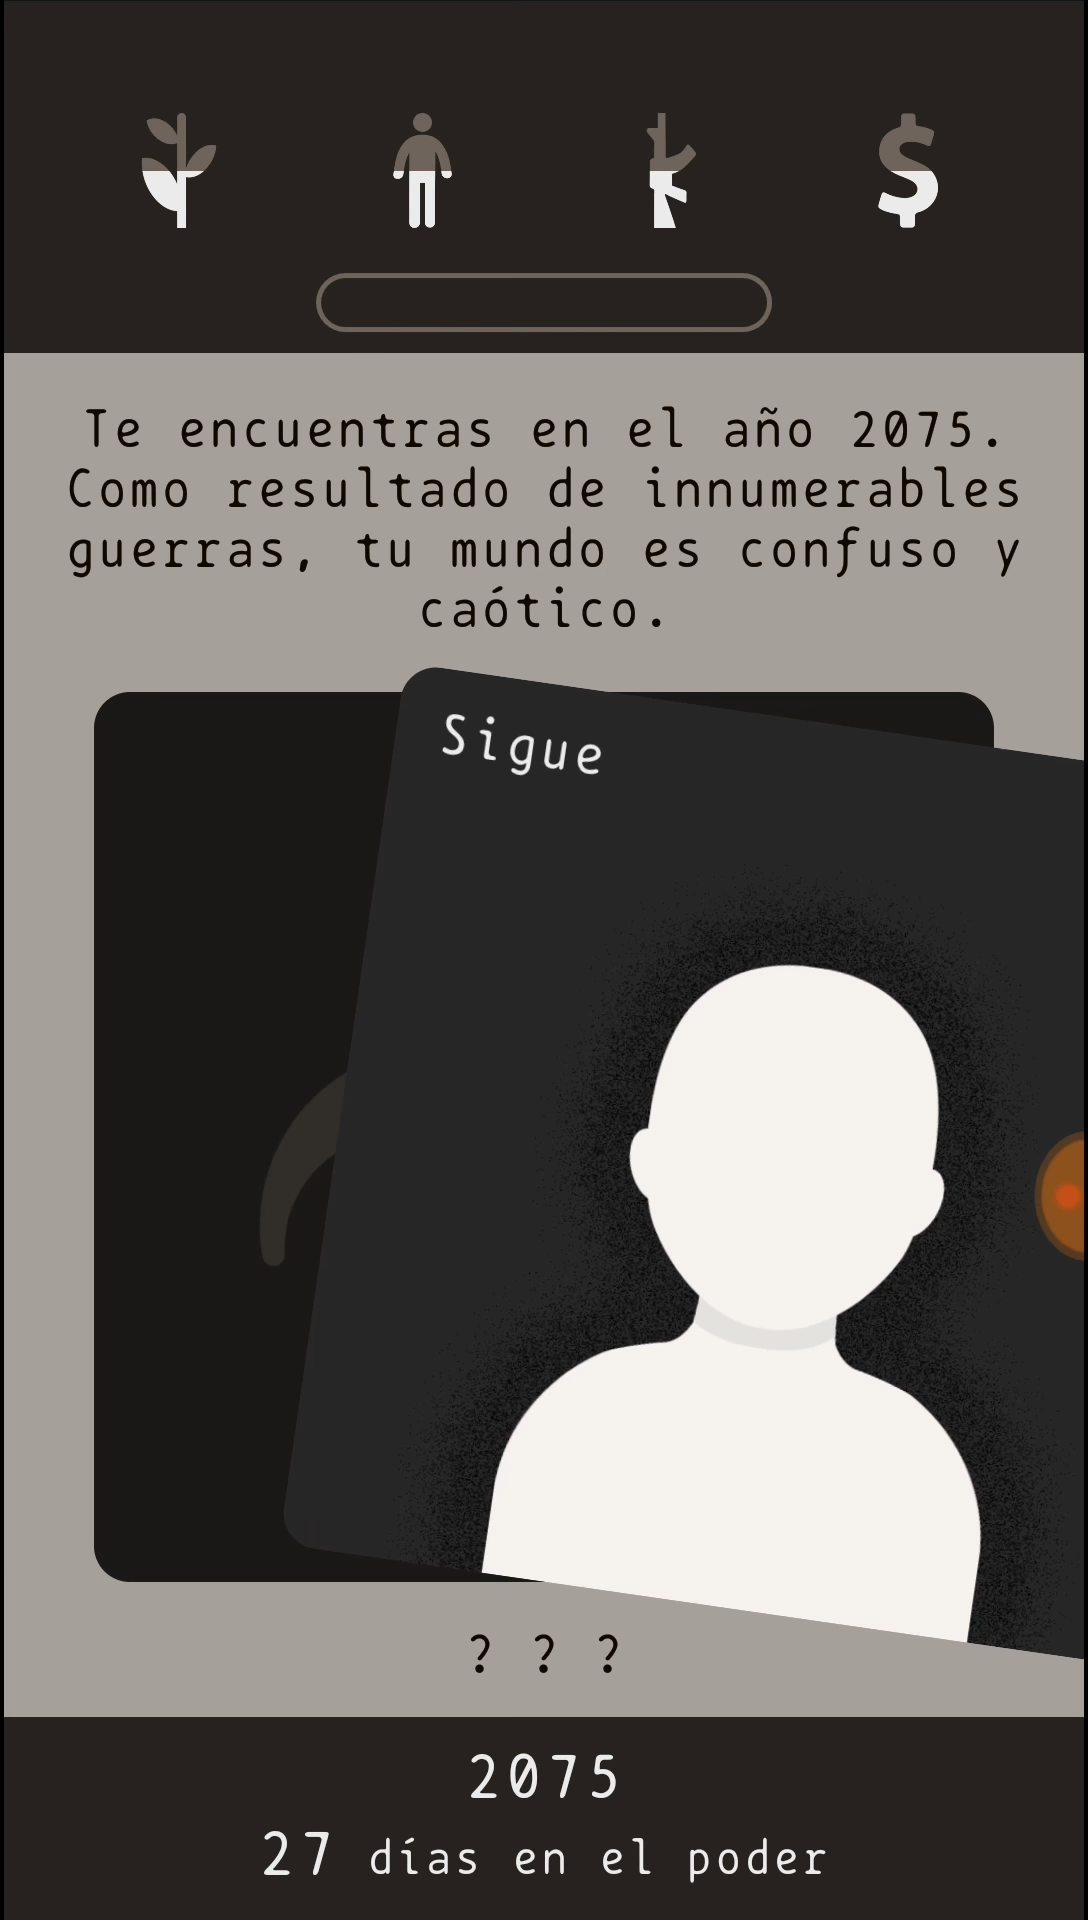 Te encuentras en el año 2075.
Como resultado de innumerables
guerras, tu mundo es confuso y
caótico.
Sigue
? ? ?
2075
27 días en el poder